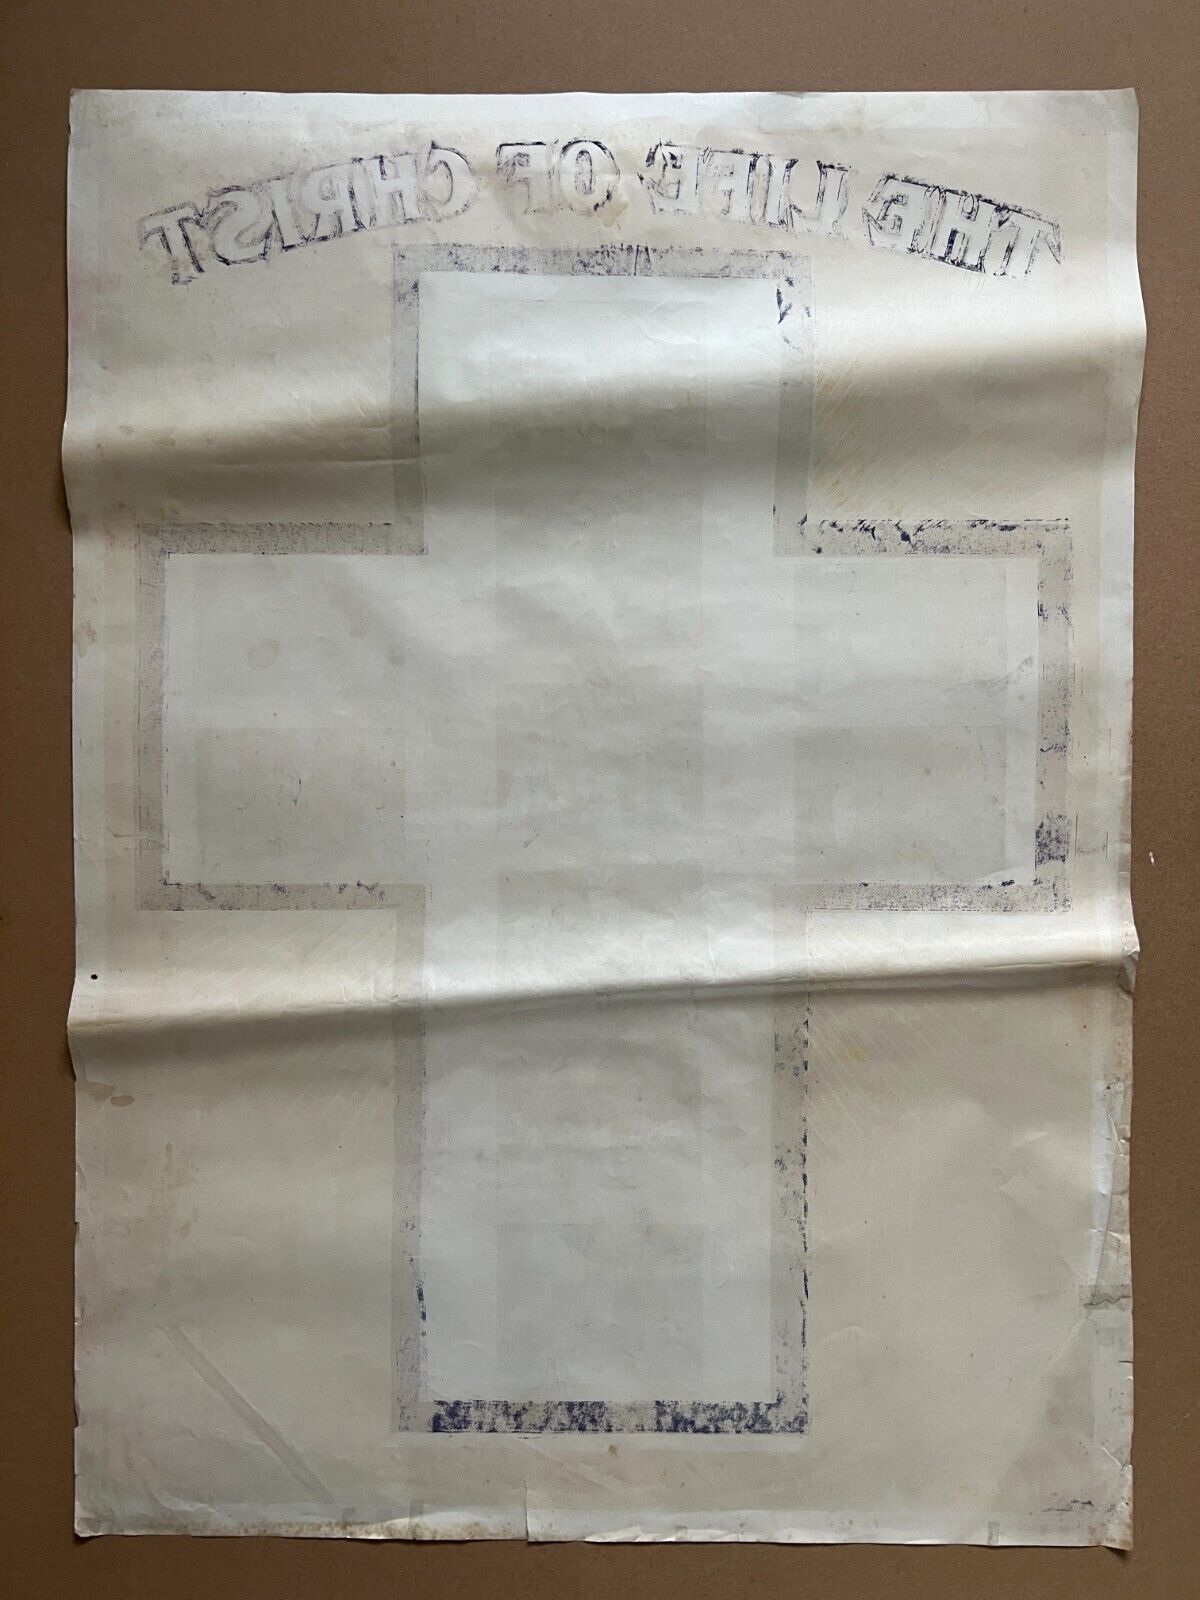 THE LIFE OF CHRIST